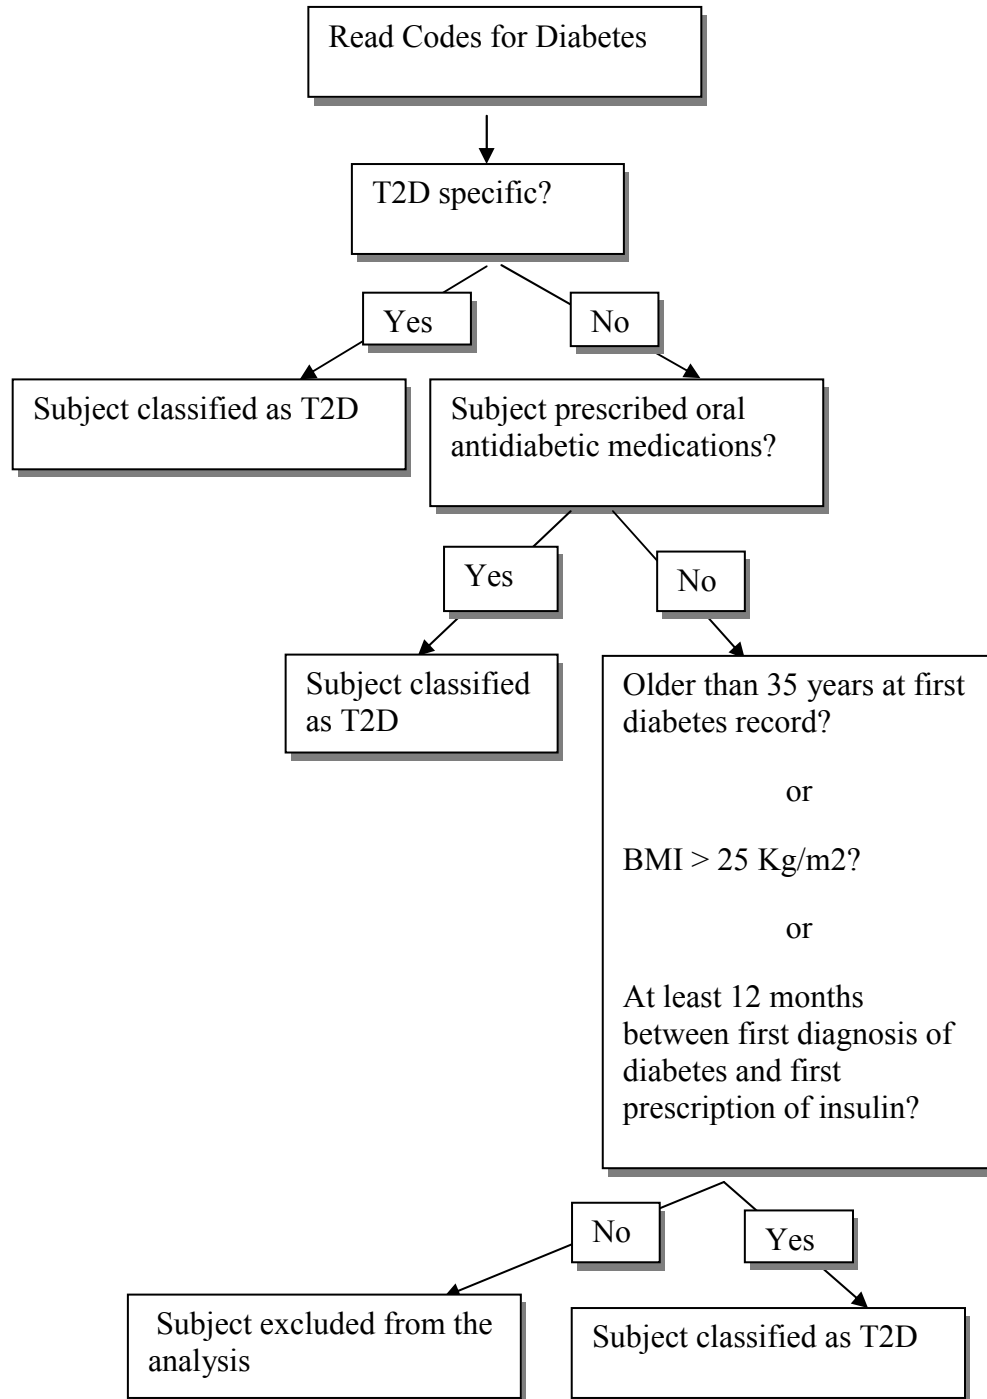 Read Codes for Diabetes
T2D specific?
Yes
No
Subject classified as T2D
Subject prescribed oral
antidiabetic medications?
Yes
No
Subject classified
as T2D
Older than 35 years at first
diabetes record?
or
BMI > 25 Kg/m2?
or
At least 12 months
between first diagnosis of
diabetes and first
prescription of insulin?
No
Yes
Subject excluded from the
analysis
Subject classified as T2D